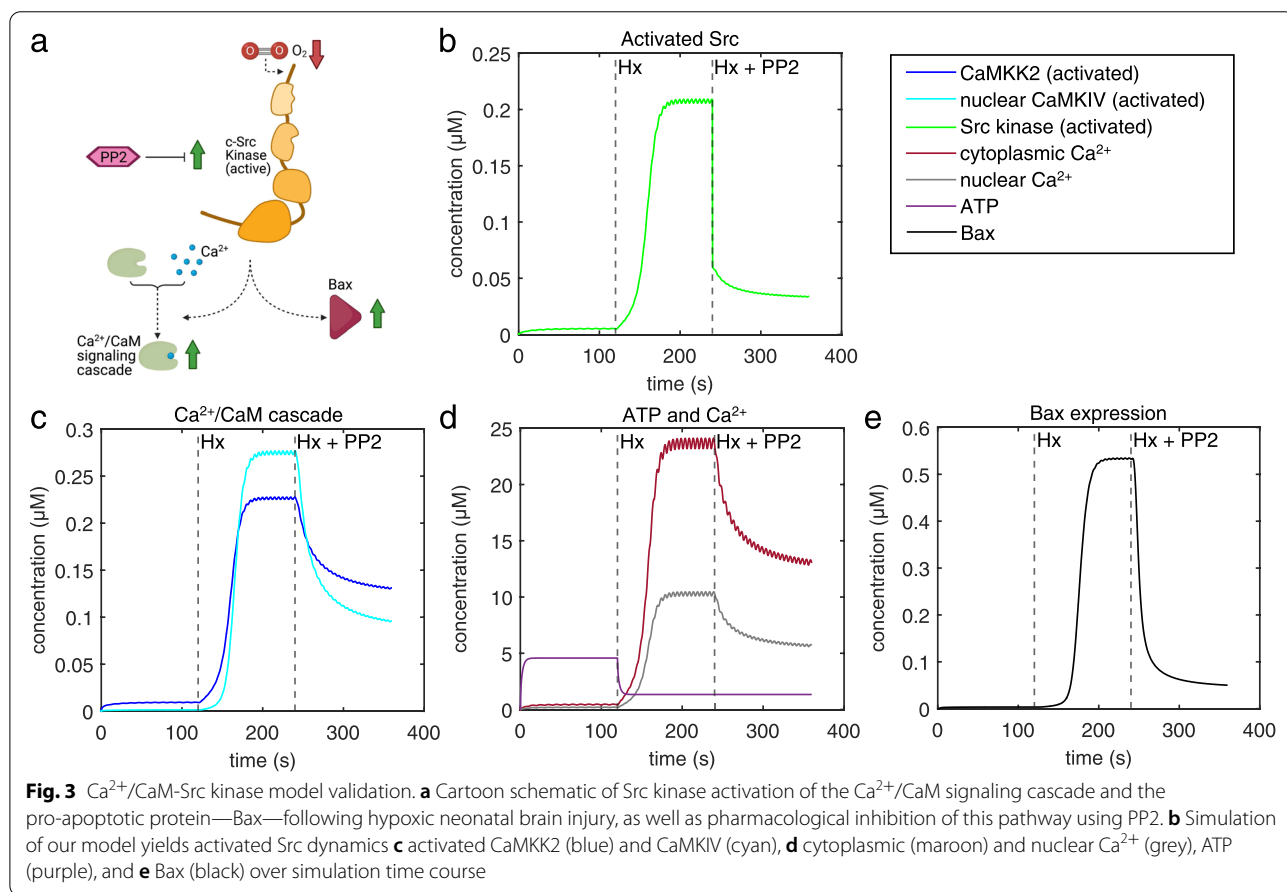 a
O=O O₂
PP2
c-Src
Kinase
(active)
Ca²⁺
Bax
Ca²⁺/CaM
signaling
cascade
b
Activated Src
Hx
Hx + PP2
concentration (µM)
0.25
0.2
0.15
0.1
0.05
0
0 100 200 300 400
time (s)
CaMKK2 (activated)
nuclear CaMKIV (activated)
Src kinase (activated)
cytoplasmic Ca²⁺
nuclear Ca²⁺
ATP
Bax
c
Ca²⁺/CaM cascade
Hx
Hx + PP2
concentration (µM)
0.3
0.25
0.2
0.15
0.1
0.05
0
0 100 200 300 400
time (s)
d
ATP and Ca²⁺
Hx
Hx + PP2
concentration (µM)
25
20
15
10
5
0
0 100 200 300 400
time (s)
e
Bax expression
Hx
Hx + PP2
concentration (µM)
0.6
0.5
0.4
0.3
0.2
0.1
0
0 100 200 300 400
time (s)
Fig. 3 Ca²⁺/CaM-Src kinase model validation. a Cartoon schematic of Src kinase activation of the Ca²⁺/CaM signaling cascade and the
pro-apoptotic protein—Bax—following hypoxic neonatal brain injury, as well as pharmacological inhibition of this pathway using PP2. b Simulation
of our model yields activated Src dynamics c activated CaMKK2 (blue) and CaMKIV (cyan), d cytoplasmic (maroon) and nuclear Ca²⁺ (grey), ATP
(purple), and e Bax (black) over simulation time course